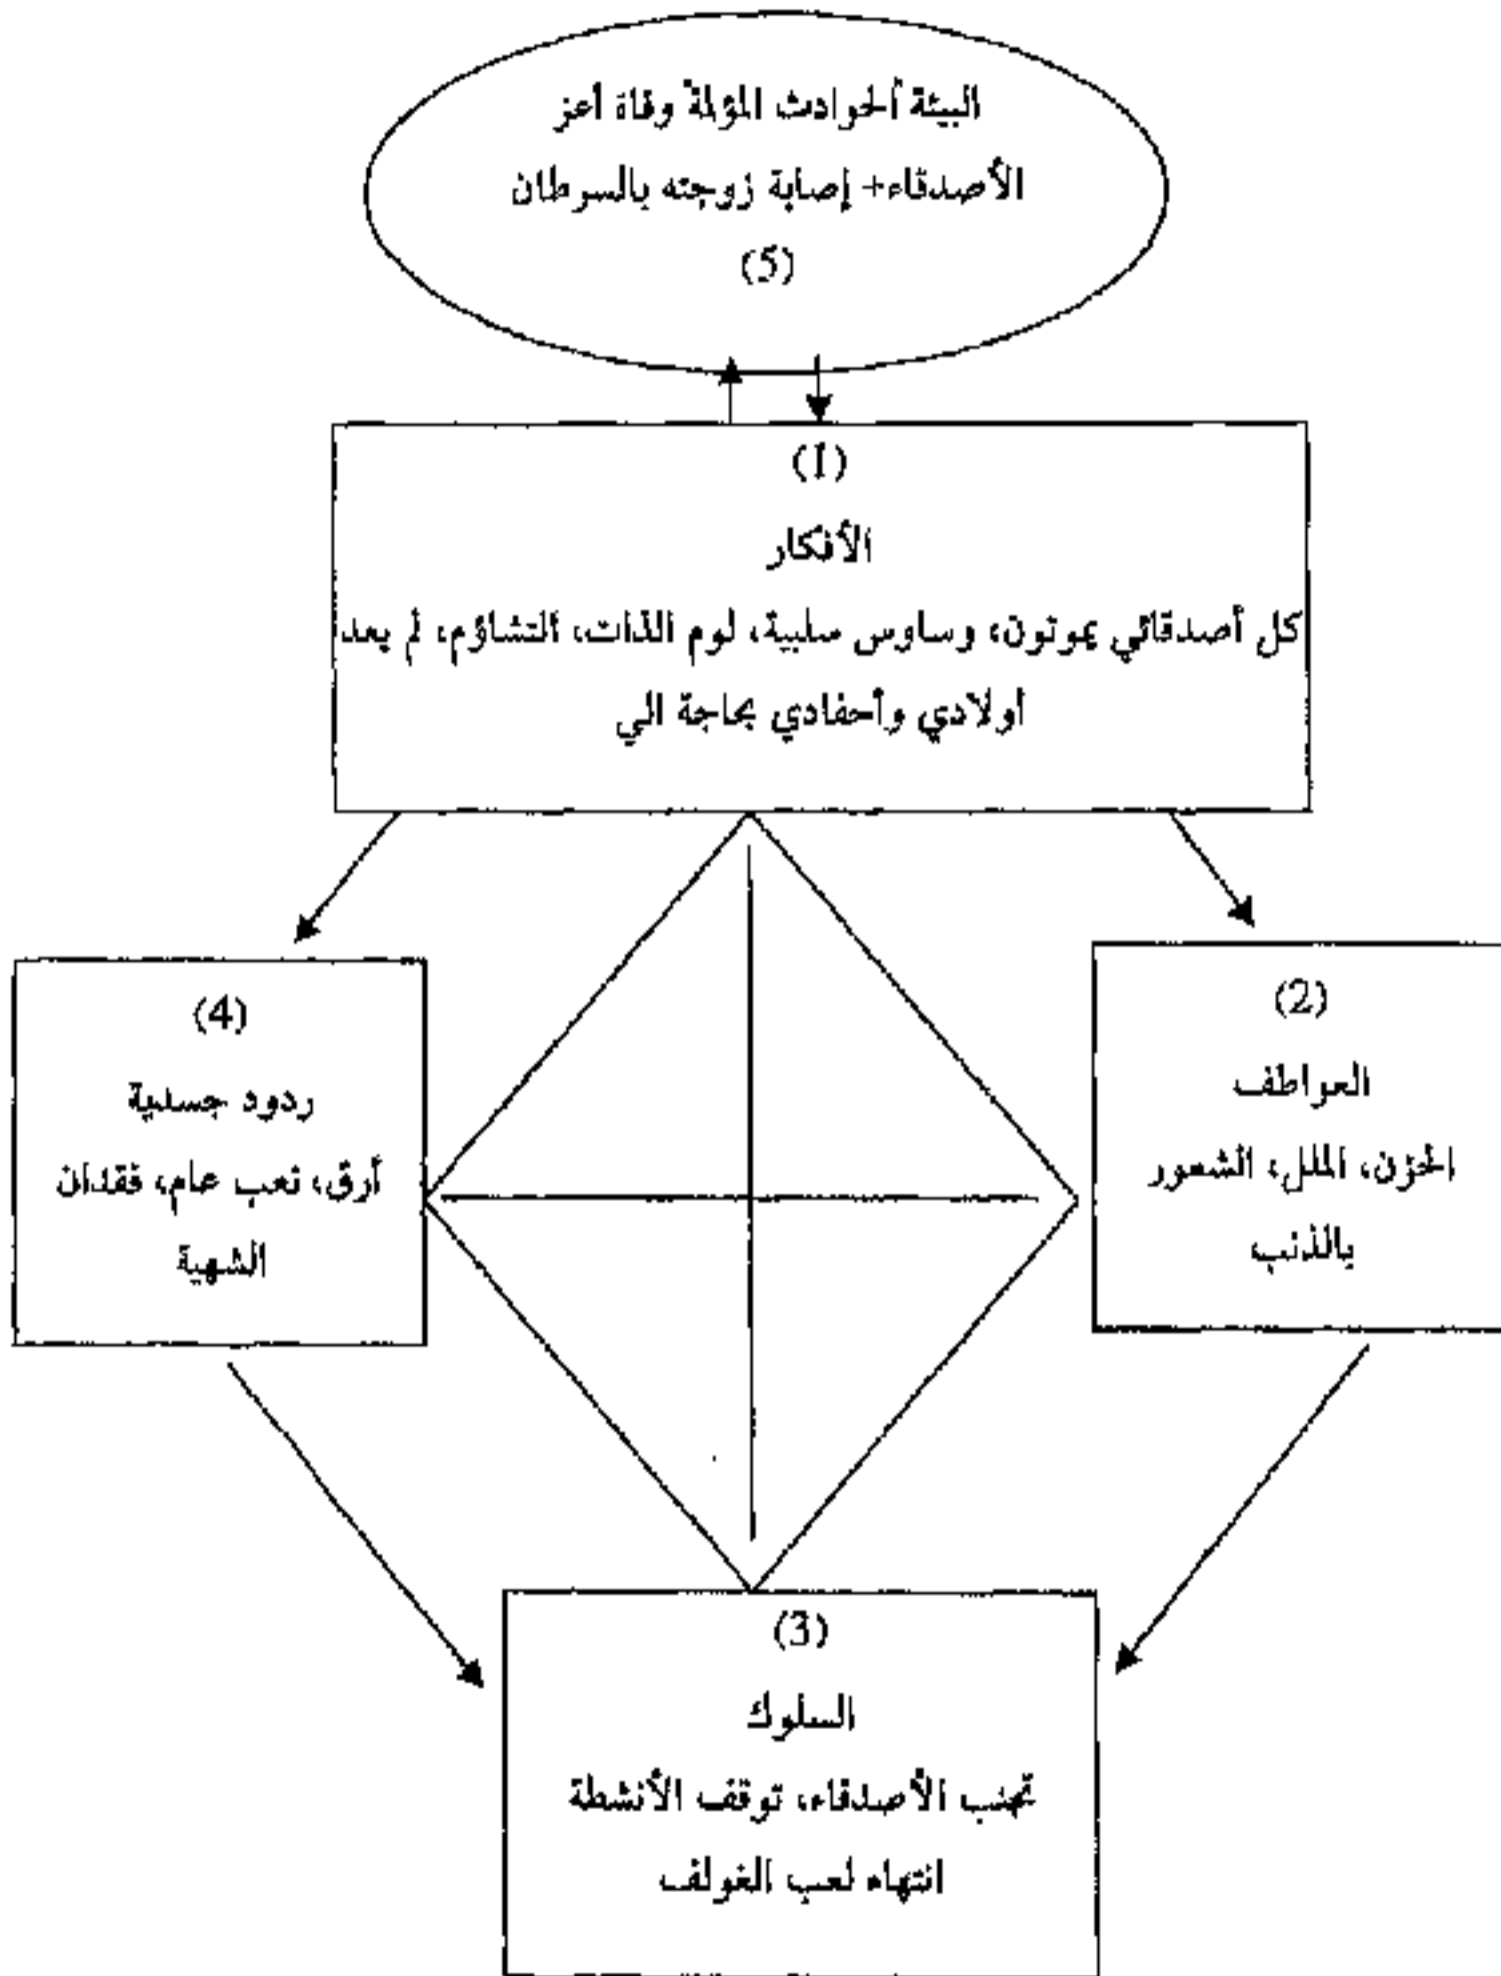 البيئة الحوادث المؤلمة وفاة أعز
الأصدقاء+ إصابة زوجته بالسرطان
(5)
(1)
الأفكار
كل أصدقائي يموتون، وساوس سلبية، لوم الذات، التشاؤم، لم يعد
أولادي وأحفادي بحاجة الي
(2)
العواطف
الحزن، الملل، الشعور
بالذنب
(4)
ردود جسدية
أرق، تعب عام، فقدان
الشهية
(3)
السلوك
تجنب الأصدقاء، توقف الأنشطة
انتهاء لعب الغولف